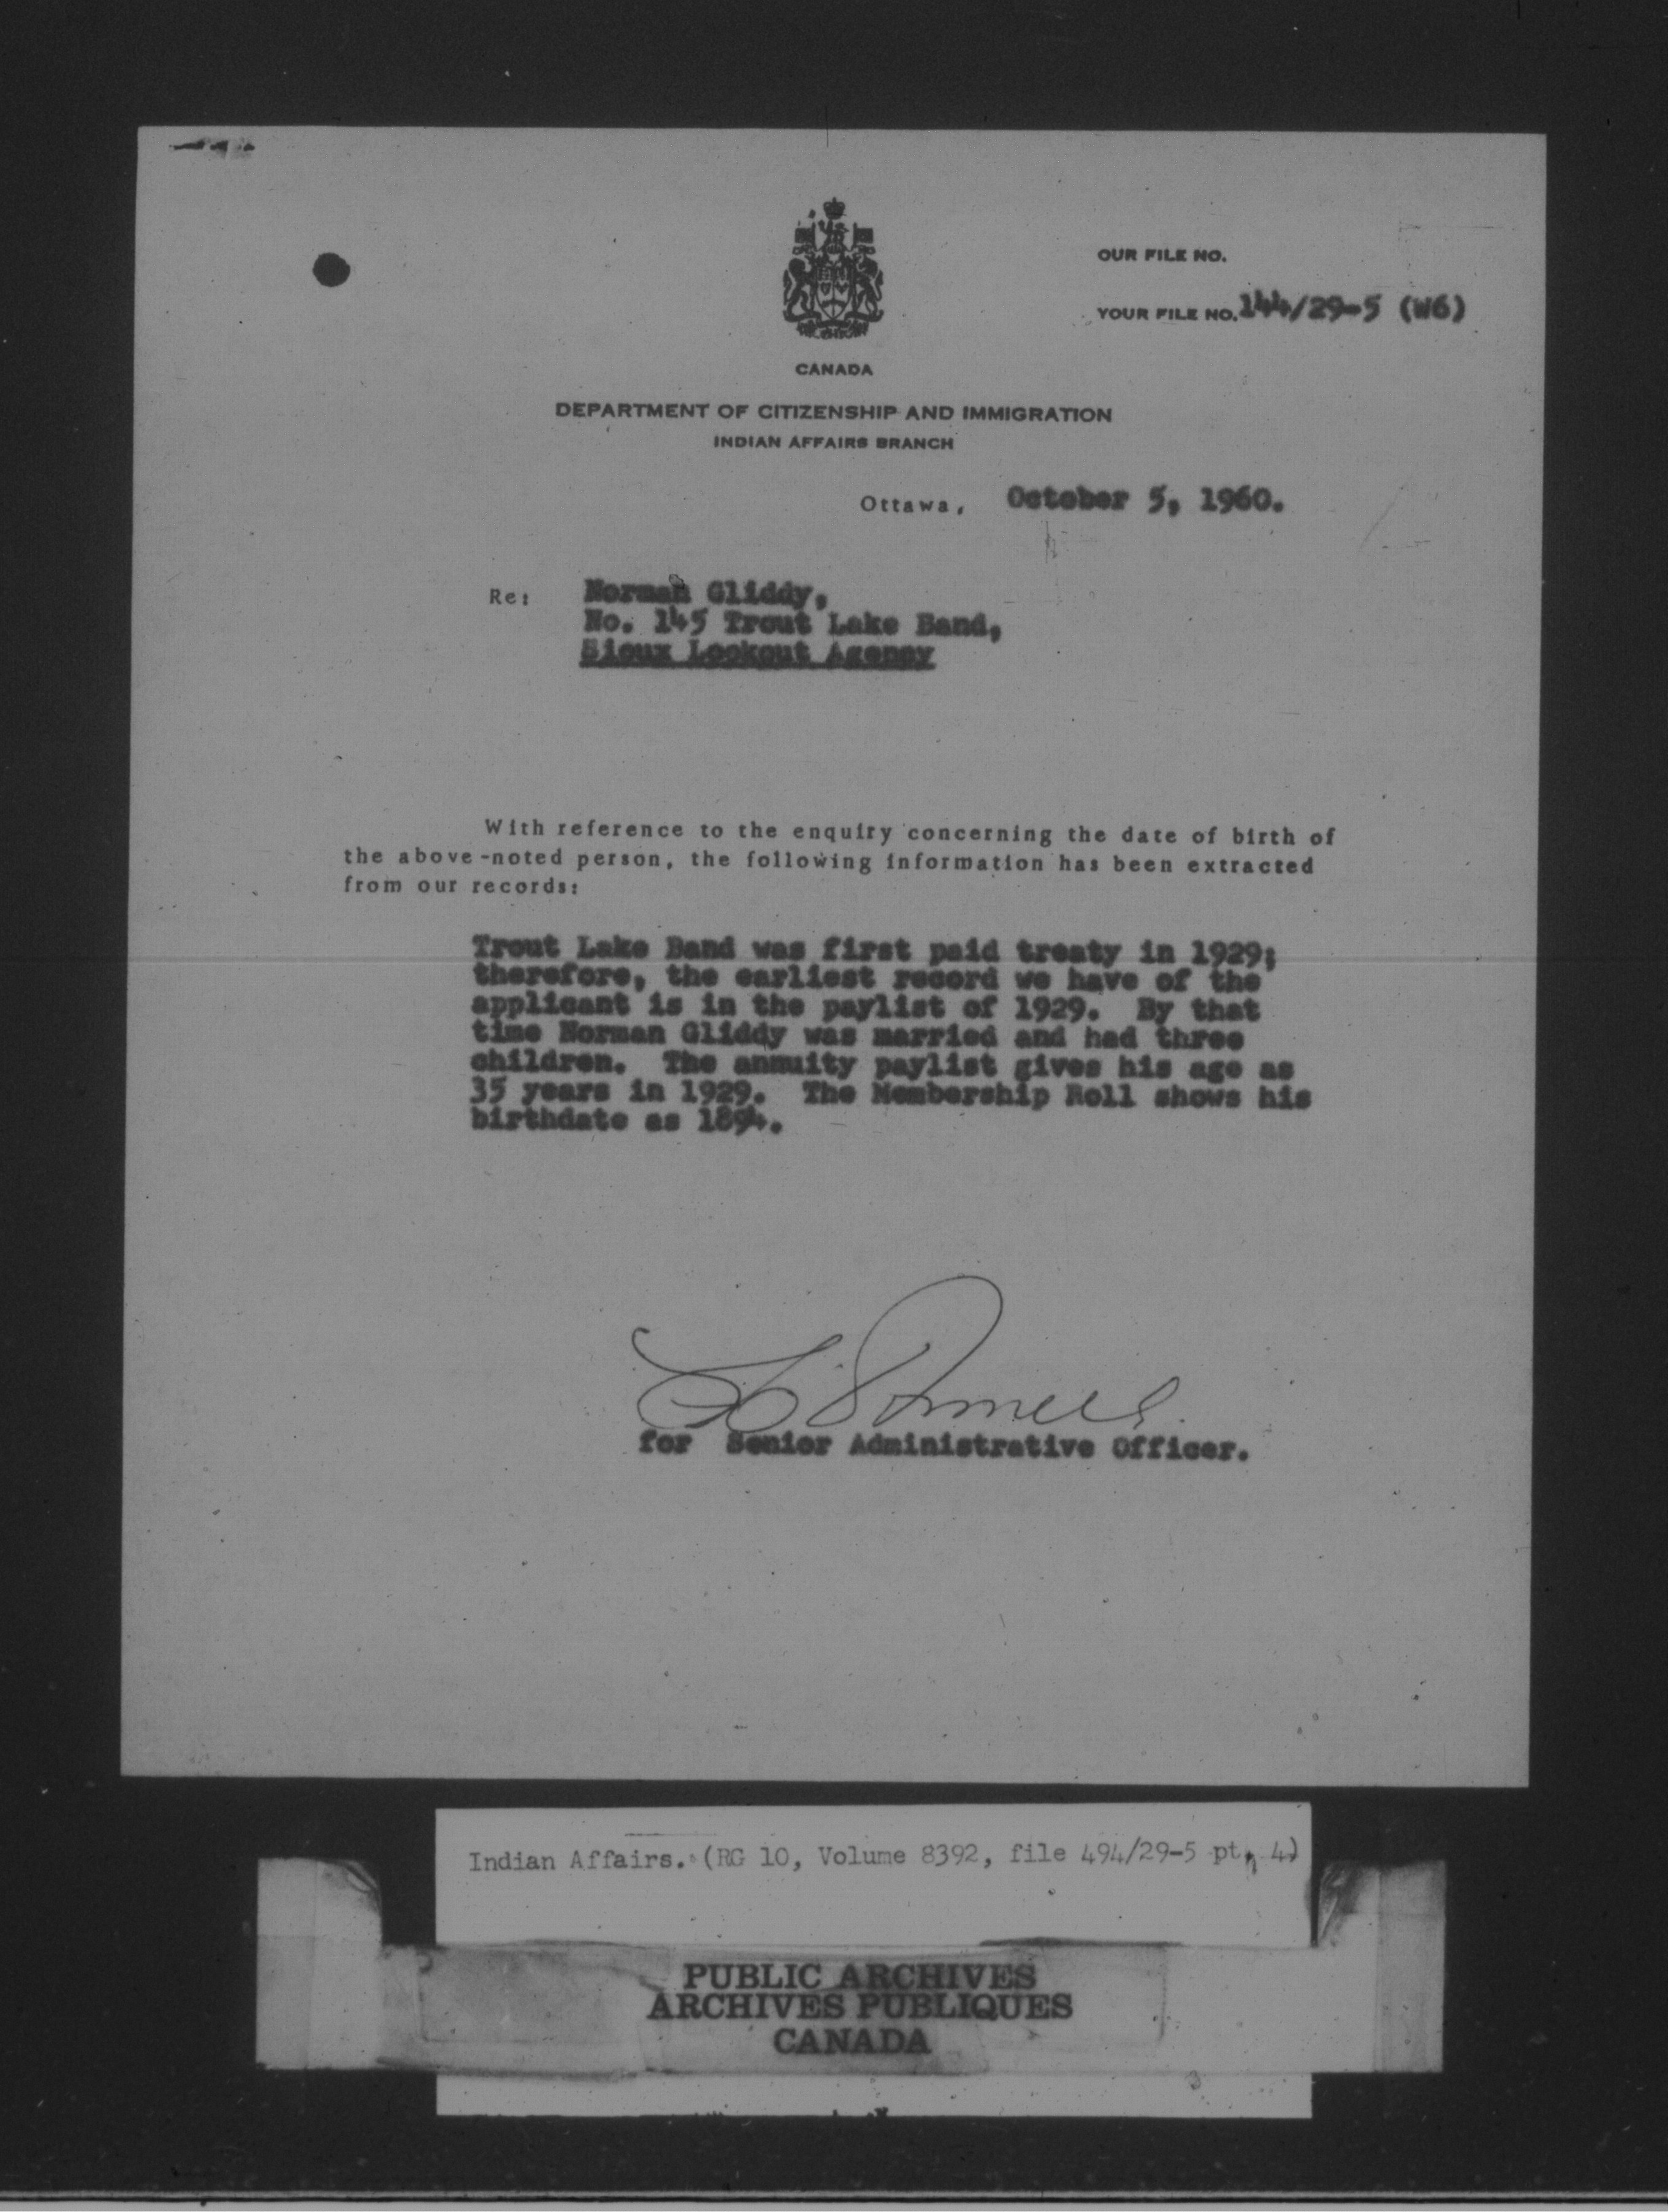 OUR FILE NO.
YOUR FILE NO. 144/29-5 (W6)
CANADA
DEPARTMENT OF CITIZENSHIP AND IMMIGRATION
INDIAN AFFAIRS BRANCH
Ottawa, October 5, 1960.
Re: Norman Gliddy,
No. 145 Trout Lake Band,
Sioux Lookout Agency
With reference to the enquiry concerning the date of birth of
the above-noted person, the following information has been extracted
from our records:
Trout Lake Band was first paid treaty in 1929;
therefore, the earliest record we have of the
applicant is in the paylist of 1929. By that
time Norman Gliddy was married and had three
children. The annuity paylist gives his age as
35 years in 1929. The Membership Roll shows his
birthdate as 1894.
for Senior Administrative Officer.
Indian Affairs. (RG 10, Volume 8392, file 494/29-5 pt. 4)
PUBLIC ARCHIVES
ARCHIVES PUBLIQUES
CANADA